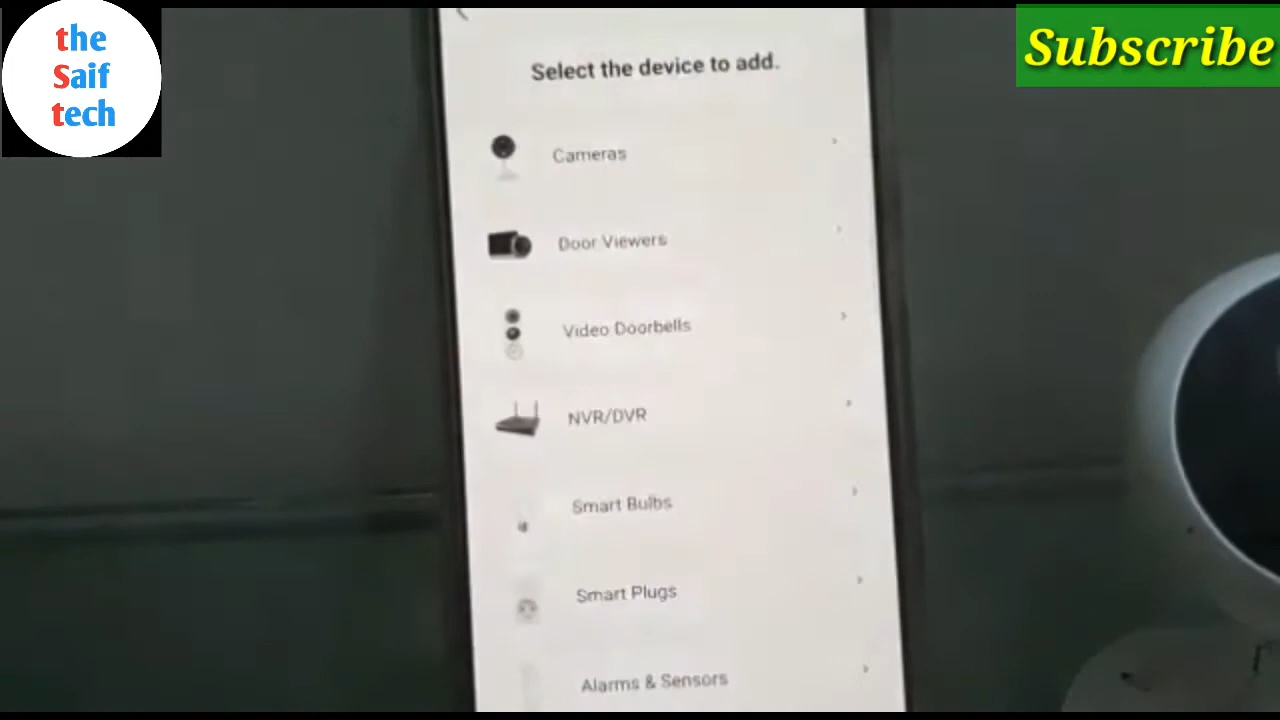 the
Saif
tech
Subscribe
Select the device to add.
Cameras
Door Viewers
Video Doorbells
NVR/DVR
Smart Bulbs
Smart Plugs
Alarms & Sensors